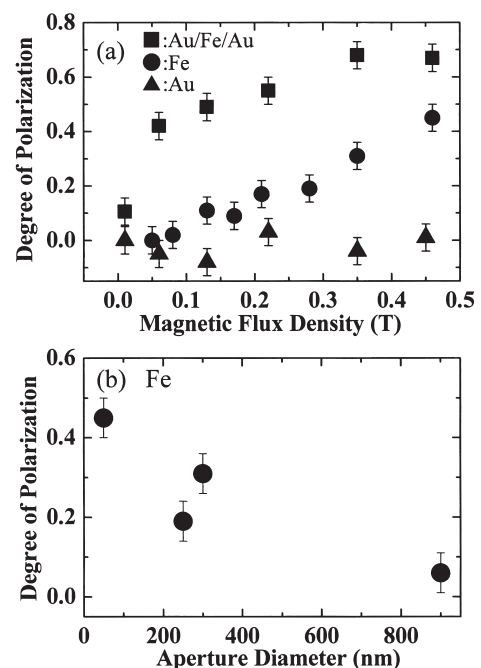 (a)
■:Au/Fe/Au
●:Fe
▲:Au
Degree of Polarization
0.8
0.6
0.4
0.2
0.0
0.0 0.1 0.2 0.3 0.4 0.5
Magnetic Flux Density (T)
(b) Fe
Degree of Polarization
0.6
0.4
0.2
0.0
0 200 400 600 800
Aperture Diameter (nm)